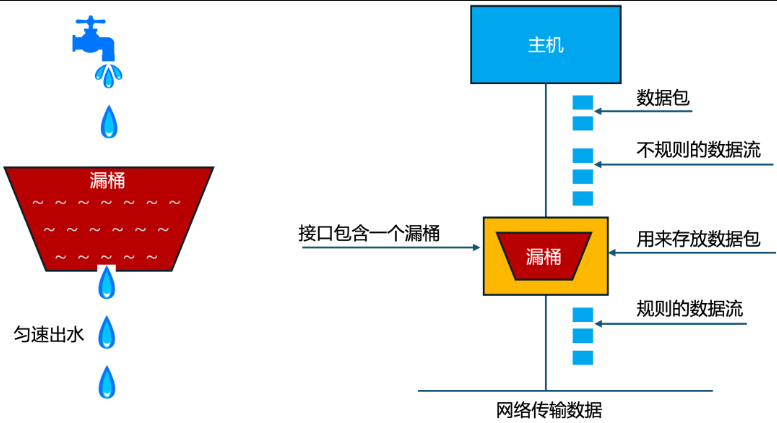 漏桶
匀速出水
主机
数据包
不规则的数据流
接口包含一个漏桶
漏桶
用来存放数据包
规则的数据流
网络传输数据